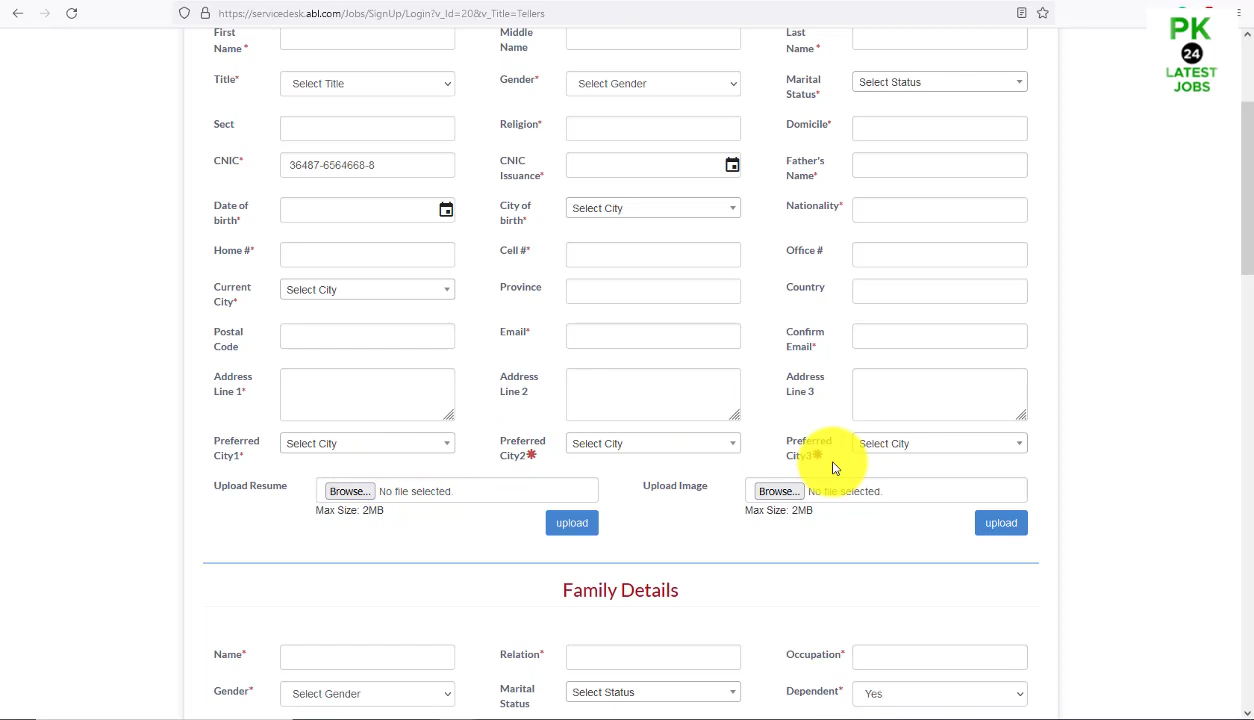 https://servicedesk.abl.com/Jobs/SignUp/Login?v_Id=20&v_Title=Tellers
PK
24
LATEST
JOBS
First
Name *
Middle
Name
Last
Name *
Title*
Select Title
Gender*
Select Gender
Marital
Status*
Select Status
Sect
Religion*
Domicile*
CNIC*
36487-6564668-8
CNIC
Issuance*
Father's
Name*
Date of
birth*
City of
birth*
Select City
Nationality*
Home #*
Cell #*
Office #
Current
City*
Select City
Province
Country
Postal
Code
Email*
Confirm
Email*
Address
Line 1*
Address
Line 2
Address
Line 3
Preferred
City1*
Select City
Preferred
City2*
Select City
Preferred
City3*
Select City
Upload Resume
Browse... No file selected.
Max Size: 2MB
upload
Upload Image
Browse... No file selected.
Max Size: 2MB
upload
Family Details
Name*
Relation*
Occupation*
Gender*
Select Gender
Marital
Status
Select Status
Dependent*
Yes